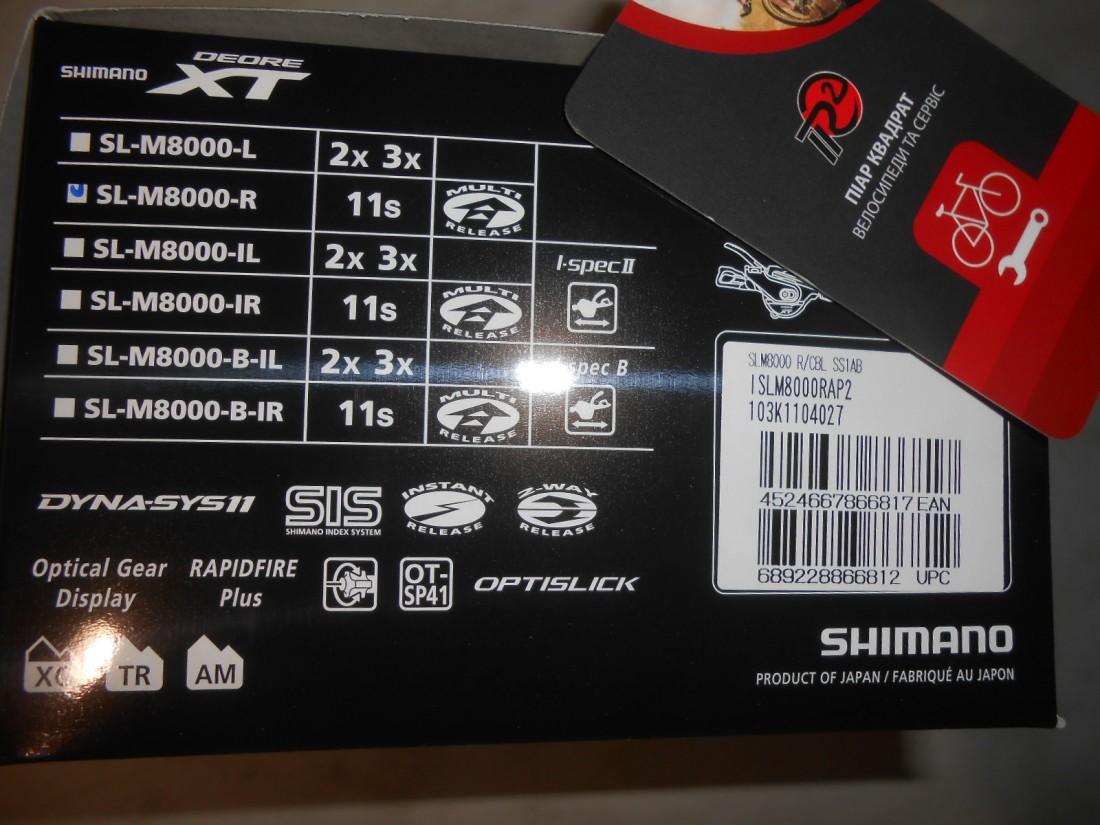 SHIMANO DEORE XT
SL-M8000-L 2x 3x
SL-M8000-R 11s MULTI RELEASE
SL-M8000-IL 2x 3x I-spec II
SL-M8000-IR 11s MULTI RELEASE
SL-M8000-B-IL 2x 3x spec B
SL-M8000-B-IR 11s MULTI RELEASE
DYNA-SYS11
SIS
SHIMANO INDEX SYSTEM
INSTANT RELEASE
2-WAY RELEASE
Optical Gear
Display
RAPIDFIRE
Plus
OT-
SP41
OPTISLICK
XC
TR
AM
πR2
ПІАР КВАДРАТ
ВЕЛОСИПЕДИ ТА СЕРВІС
XT
SLM8000 R/CBL SS1AB
ISLM8000RAP2
103K1104027
4524667866817 EAN
689228866812 UPC
SHIMANO
PRODUCT OF JAPAN / FABRIQUÉ AU JAPON